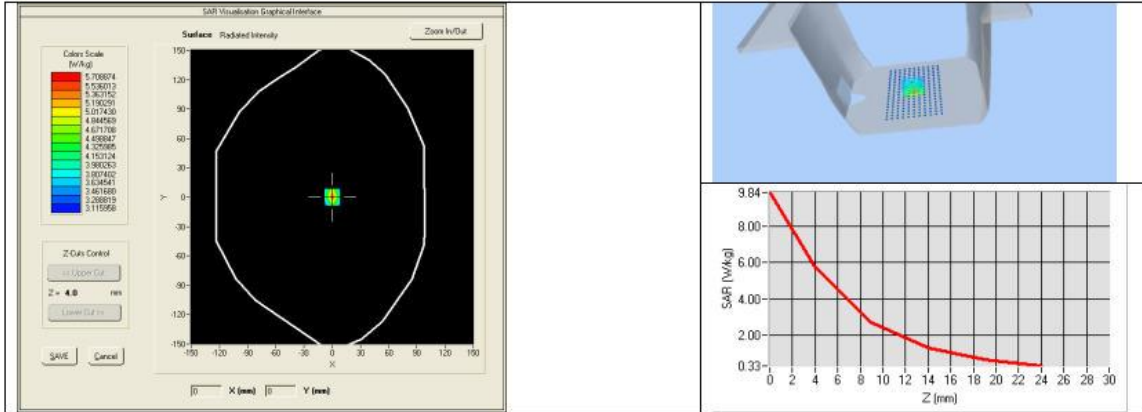 SAR Visualisation Graphical Interface
Surface Radiated Intensity
Zoom In/Out
Colors Scale
(W/kg)
5.708874
5.536013
5.363152
5.190291
5.017430
4.844569
4.671708
4.498847
4.325985
4.153124
3.980263
3.807402
3.634541
3.461680
3.288819
3.115958
Z-Cuts Control
<< Upper Cut
Z = 4.0 mm
Lower Cut >>
SAVE Cancel
150
120
90
60
30
0
-30
-60
-90
-120
-150
Y
-150 -120 -90 -60 -30 0 30 60 90 120 150
X
0 X (mm) 0 Y (mm)
9.84
8.00
6.00
4.00
2.00
0.33
SAR (W/kg)
0 2 4 6 8 10 12 14 16 18 20 22 24 26 28 30
Z (mm)